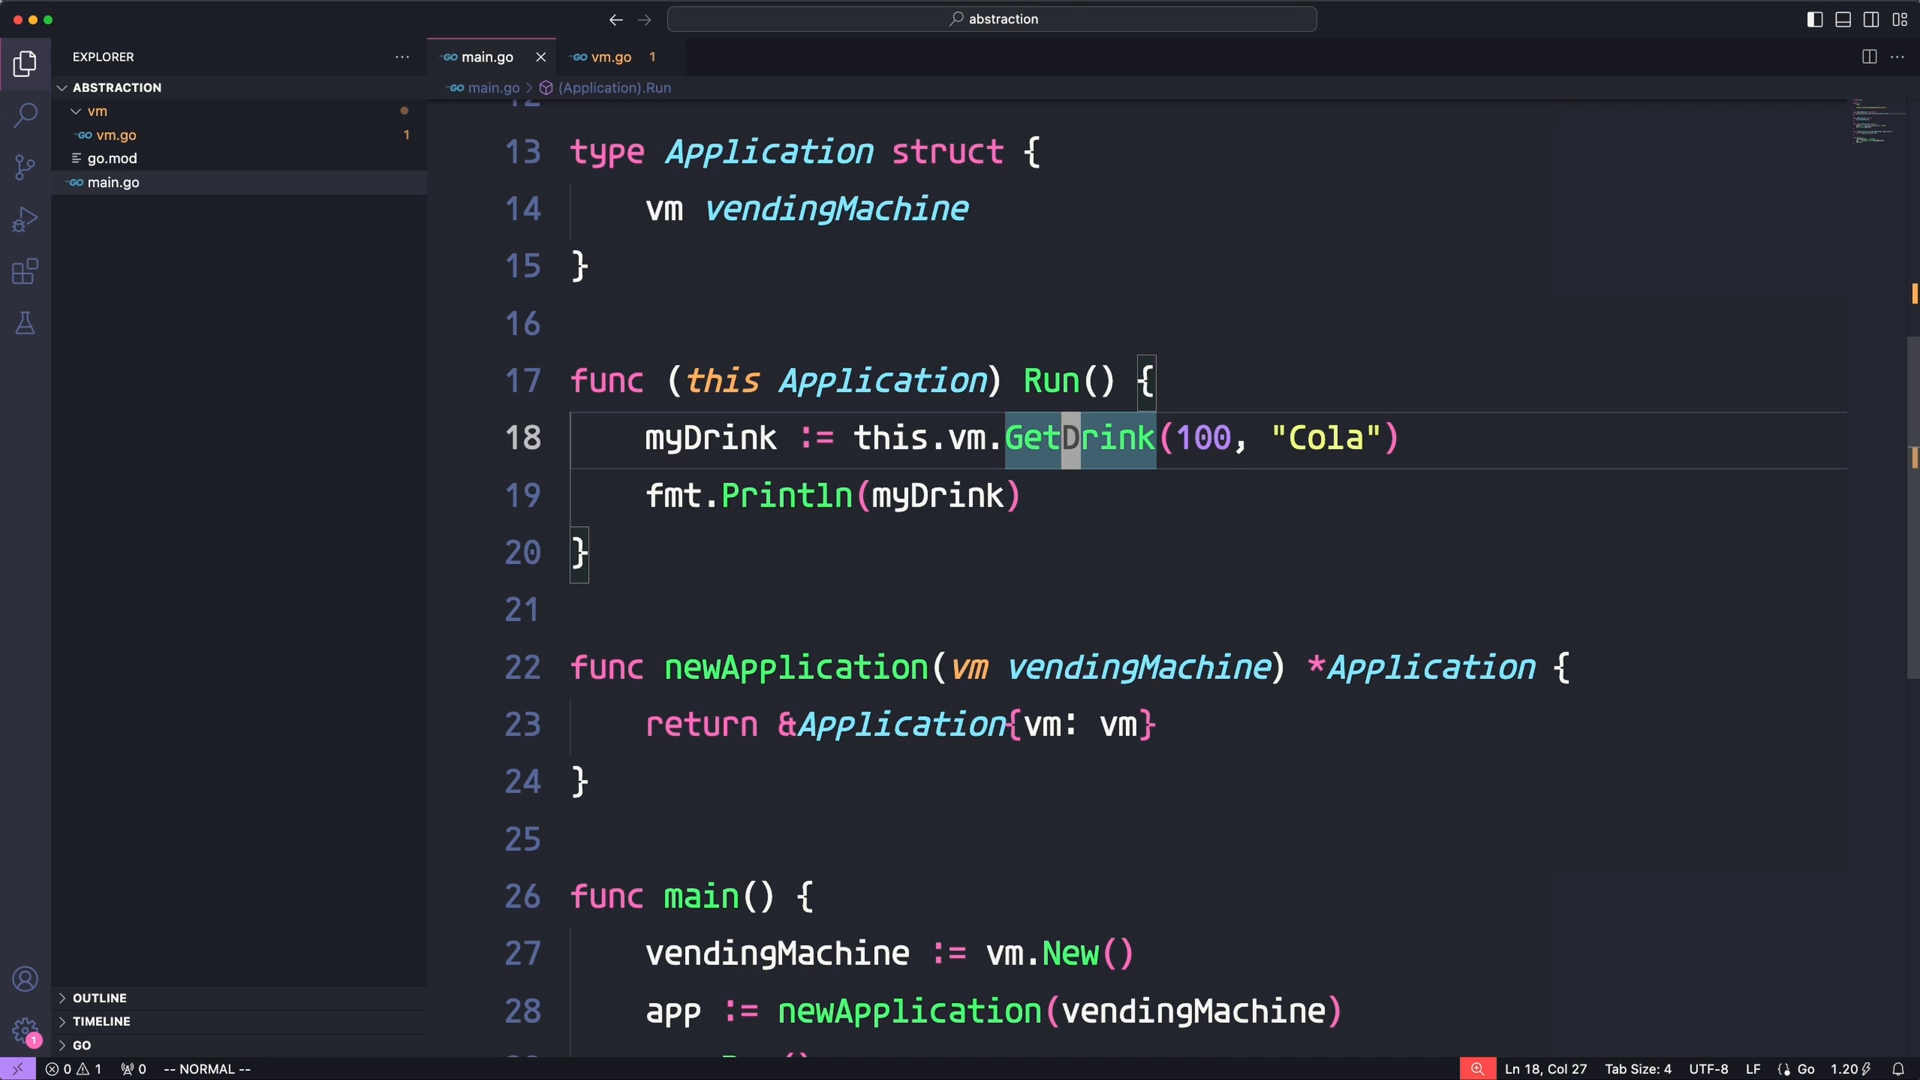 abstraction
EXPLORER
ABSTRACTION
vm
vm.go 1
go.mod
main.go
OUTLINE
TIMELINE
GO
main.go
vm.go 1
main.go > (Application).Run
12
13 type Application struct {
14 vm vendingMachine
15 }
16
17 func (this Application) Run() {
18 myDrink := this.vm.GetDrink(100, "Cola")
19 fmt.Println(myDrink)
20 }
21
22 func newApplication(vm vendingMachine) *Application {
23 return &Application{vm: vm}
24 }
25
26 func main() {
27 vendingMachine := vm.New()
28 app := newApplication(vendingMachine)
1
0 1 0 -- NORMAL -- Ln 18, Col 27 Tab Size: 4 UTF-8 LF Go 1.20